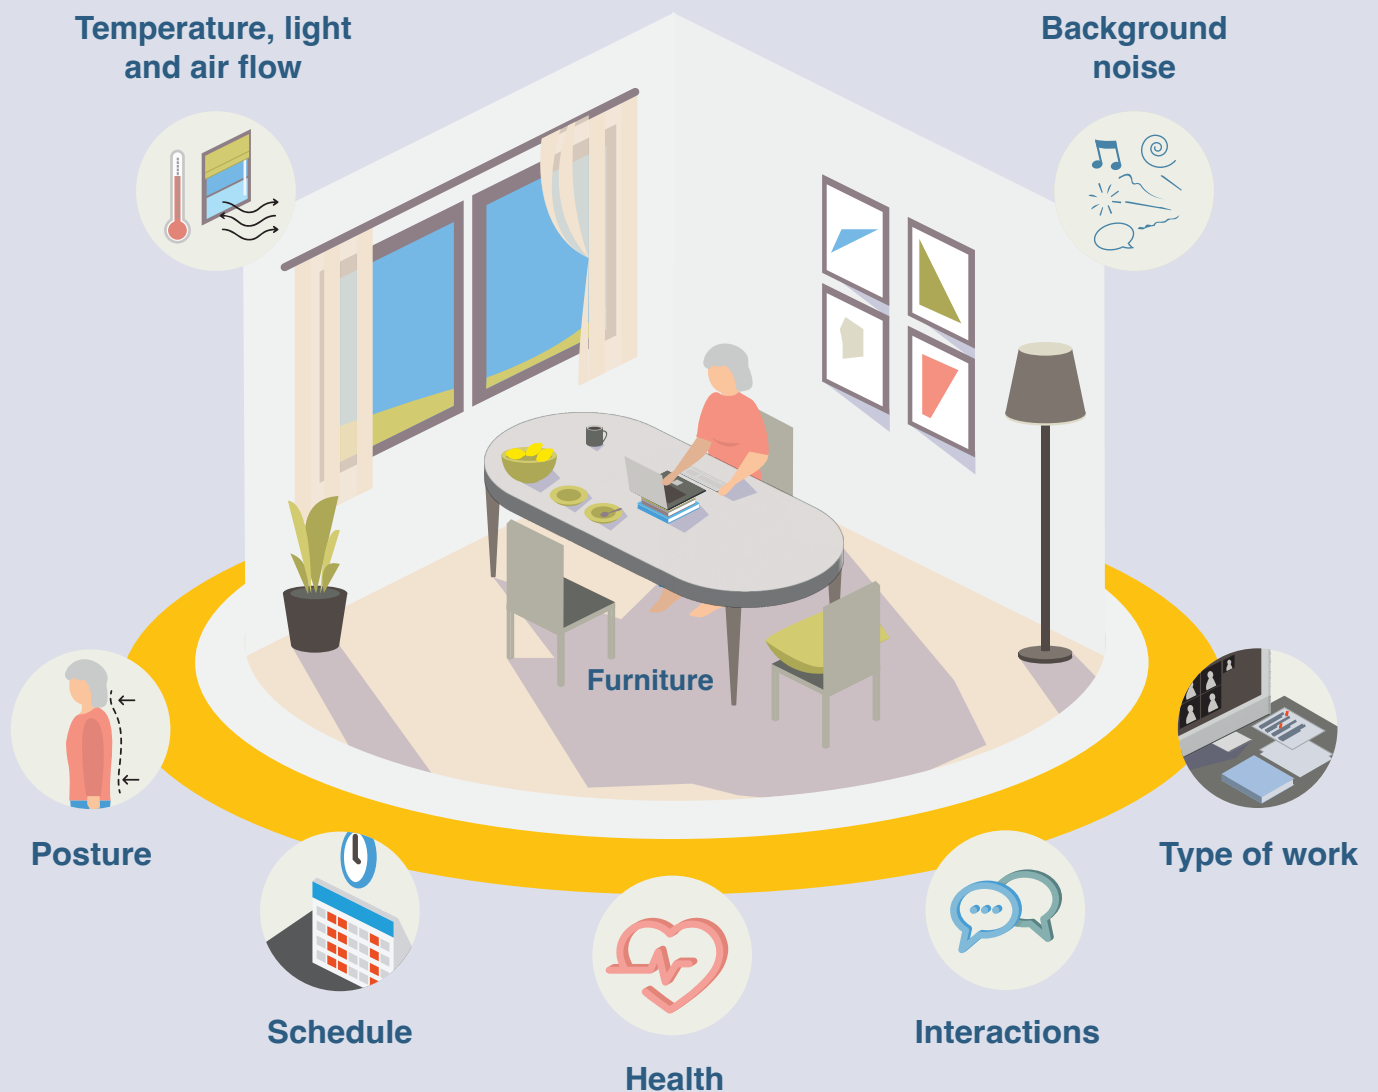 Temperature, light
and air flow
Background
noise
Furniture
Posture
Type of work
Schedule
Interactions
Health